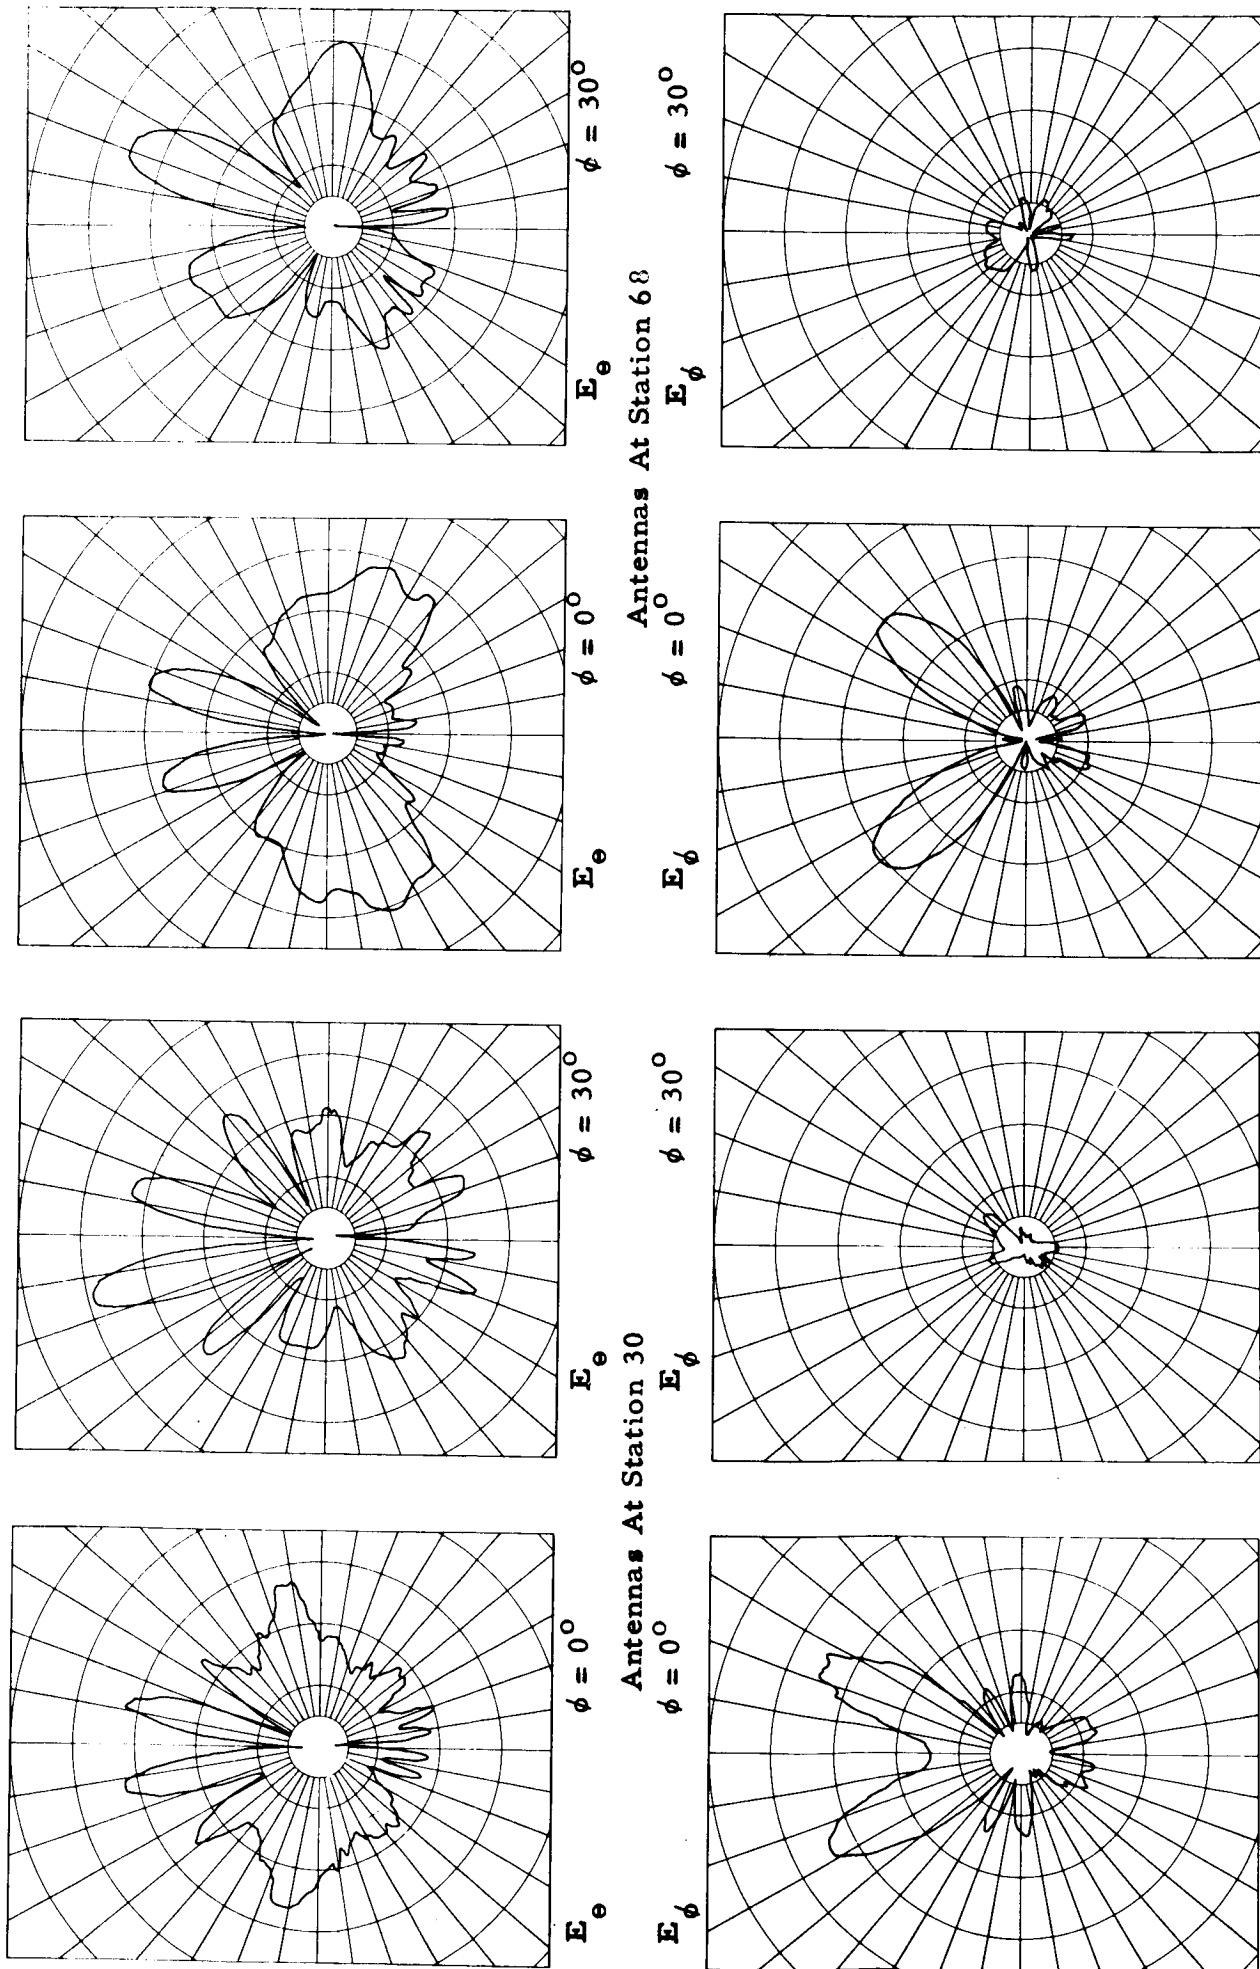 E_θ ϕ = 0°
E_θ ϕ = 30°
Antennas At Station 30
E_ϕ ϕ = 0°
E_ϕ ϕ = 30°
E_θ ϕ = 0°
E_θ ϕ = 30°
Antennas At Station 68
E_ϕ ϕ = 0°
E_ϕ ϕ = 30°